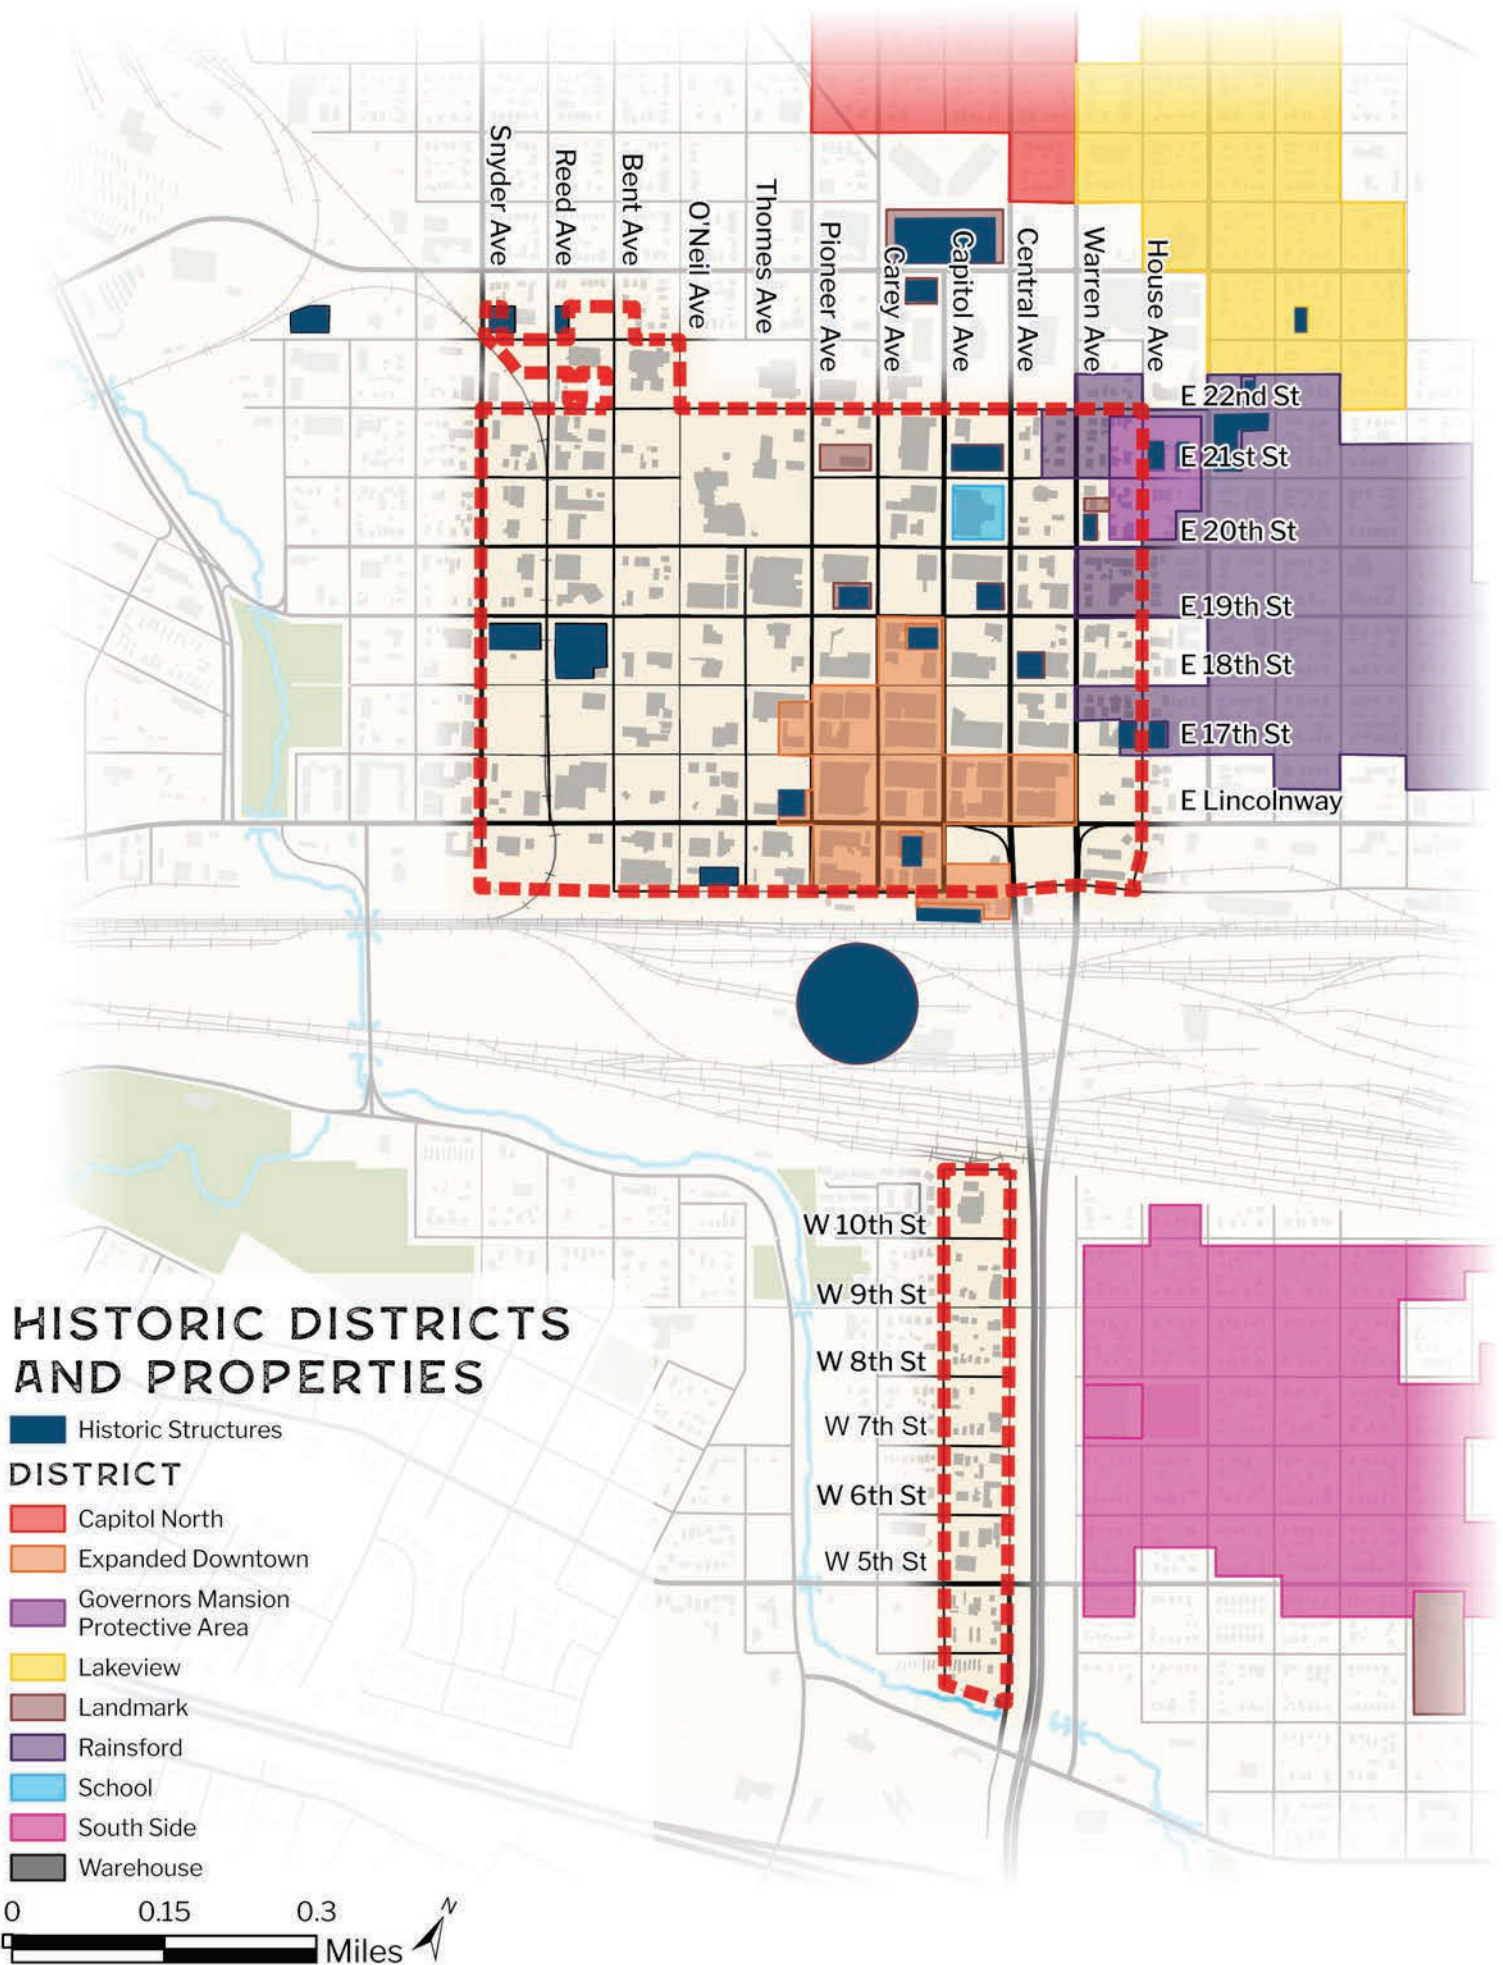 Snyder Ave
Reed Ave
Bent Ave
O'Neil Ave
Thomes Ave
Pioneer Ave
Carey Ave
Capitol Ave
Central Ave
Warren Ave
House Ave
E 22nd St
E 21st St
E 20th St
E 19th St
E 18th St
E 17th St
E Lincolnway
W 10th St
W 9th St
W 8th St
W 7th St
W 6th St
W 5th St
HISTORIC DISTRICTS
AND PROPERTIES
Historic Structures
DISTRICT
Capitol North
Expanded Downtown
Governors Mansion
Protective Area
Lakeview
Landmark
Rainsford
School
South Side
Warehouse
0 0.15 0.3
Miles
N